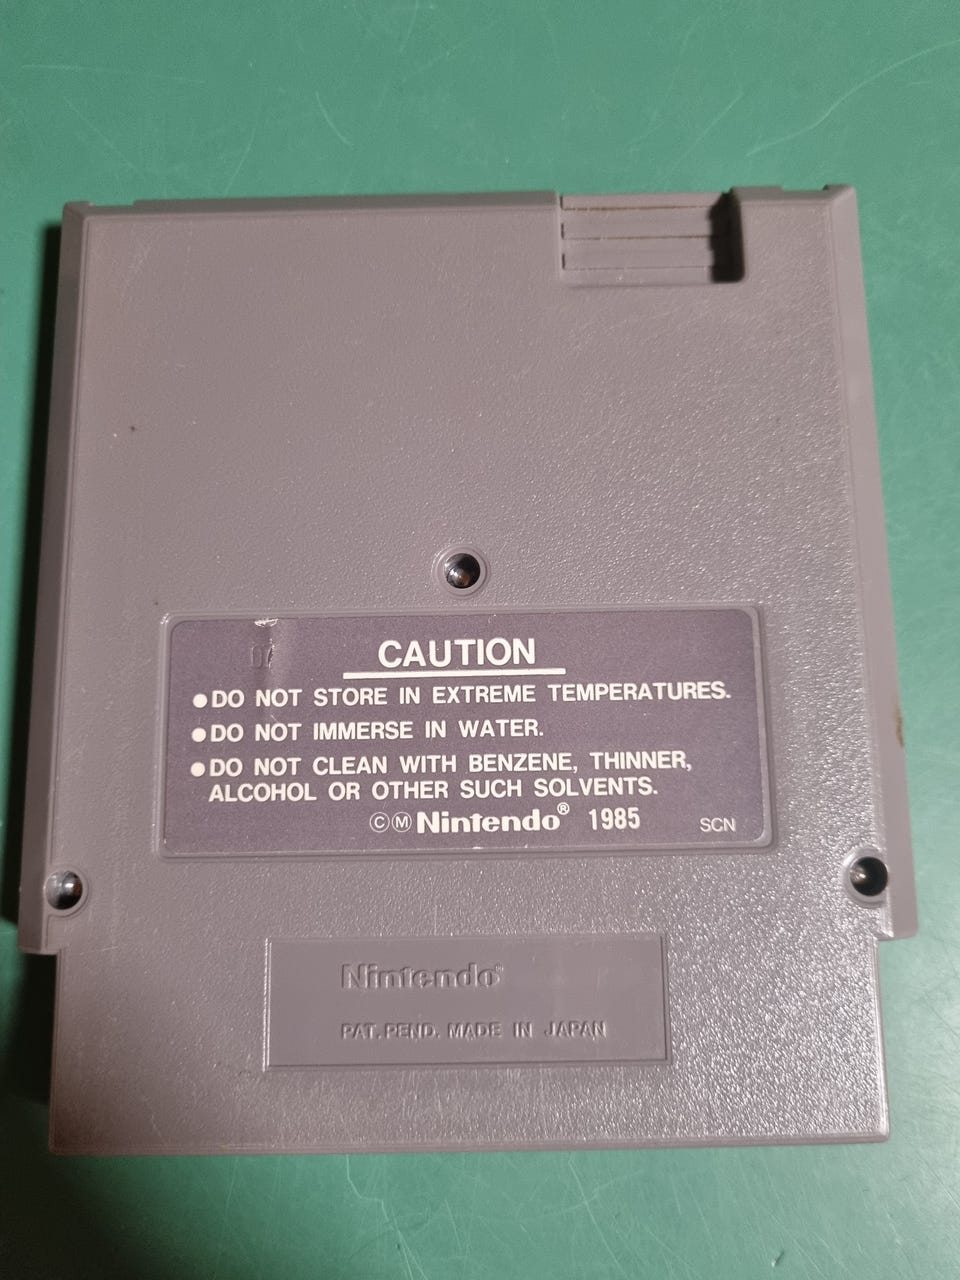 CAUTION
●DO NOT STORE IN EXTREME TEMPERATURES.
●DO NOT IMMERSE IN WATER.
●DO NOT CLEAN WITH BENZENE, THINNER,
ALCOHOL OR OTHER SUCH SOLVENTS.
ⒸⓂNintendo® 1985 SCN
Nintendo®
PAT. PEND. MADE IN JAPAN